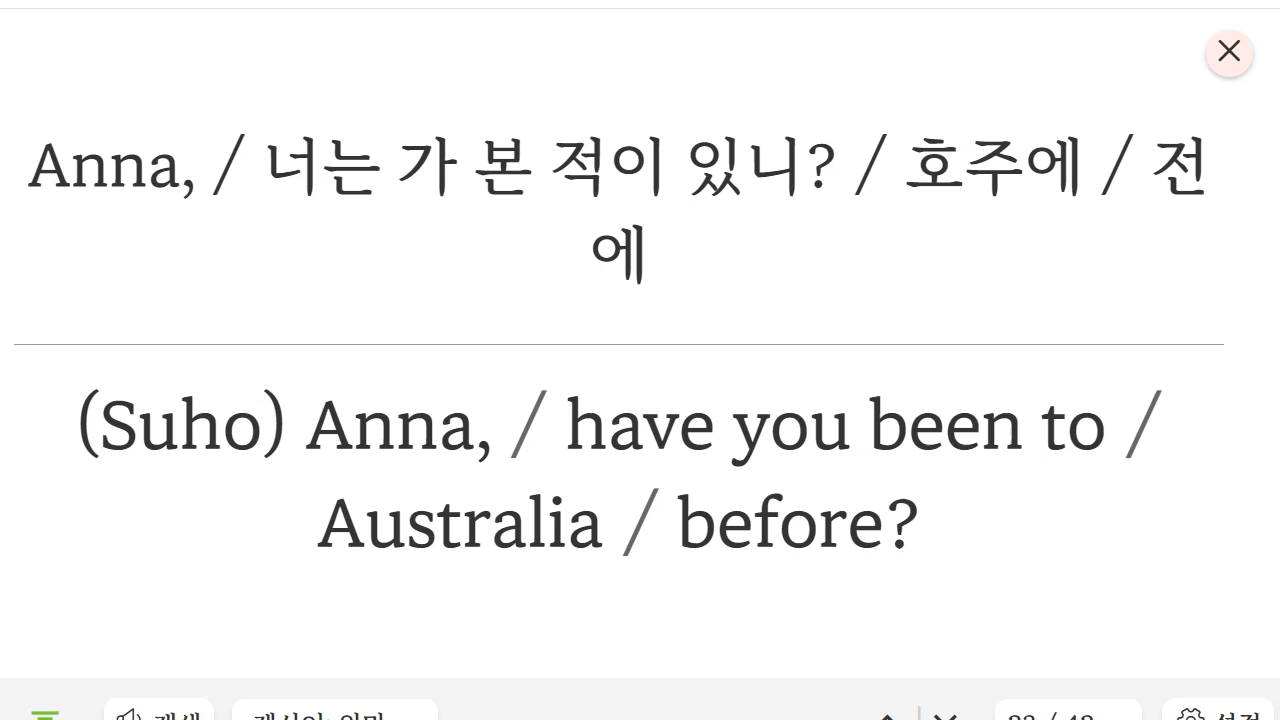 Anna, / 너는 가 본 적이 있니? / 호주에 / 전
에
(Suho) Anna, / have you been to /
Australia / before?